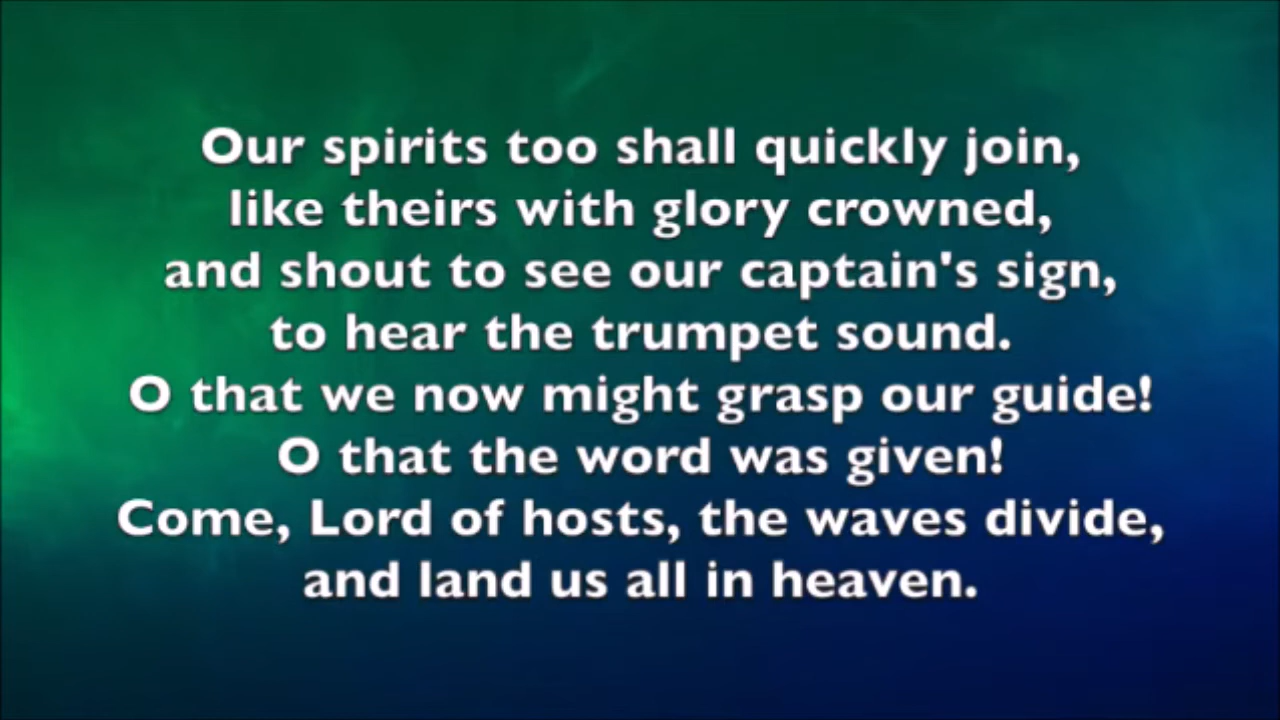 Our spirits too shall quickly join,
like theirs with glory crowned,
and shout to see our captain's sign,
to hear the trumpet sound.
O that we now might grasp our guide!
O that the word was given!
Come, Lord of hosts, the waves divide,
and land us all in heaven.